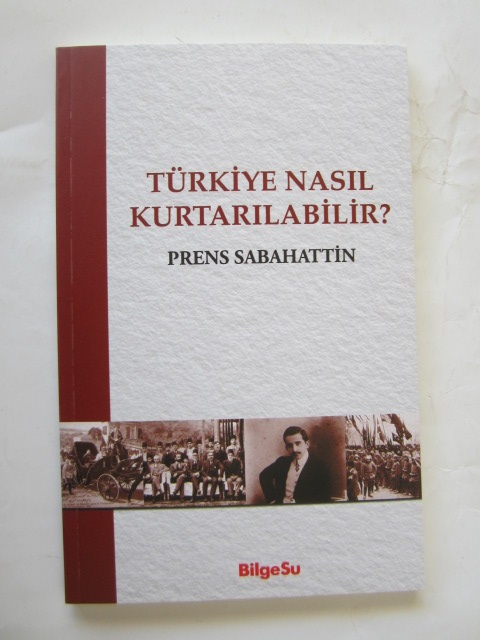 TÜRKİYE NASIL
KURTARILABİLİR?
PRENS SABAHATTİN
BilgeSu